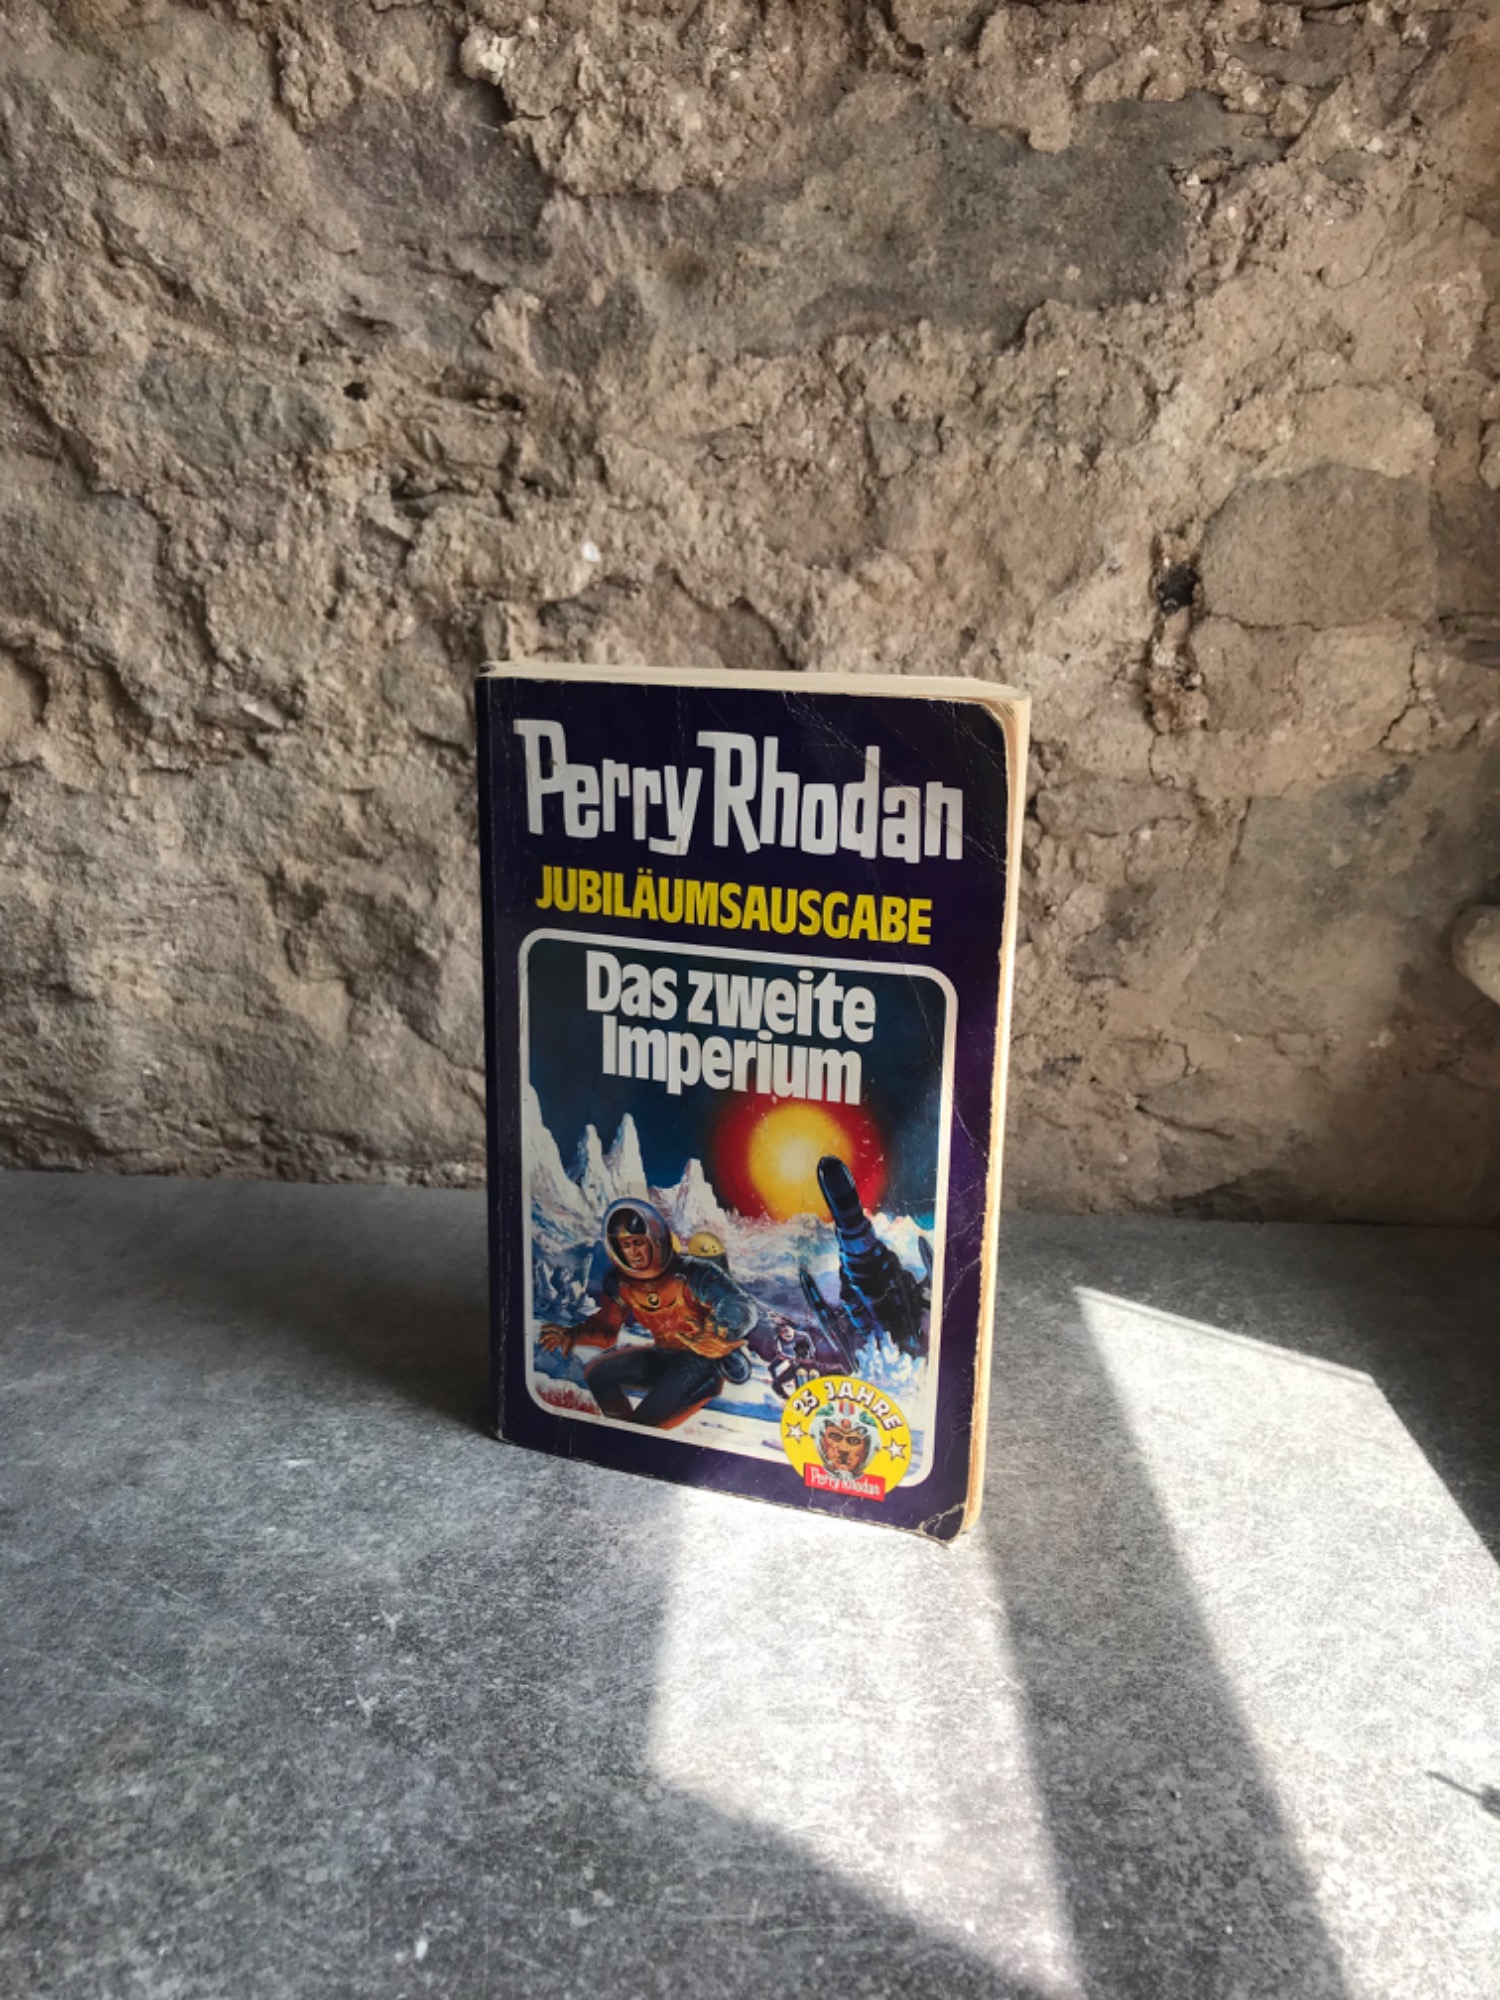 Perry Rhodan
JUBILÄUMSAUSGABE
Das zweite
Imperium
25 JAHRE
Perry Rhodan